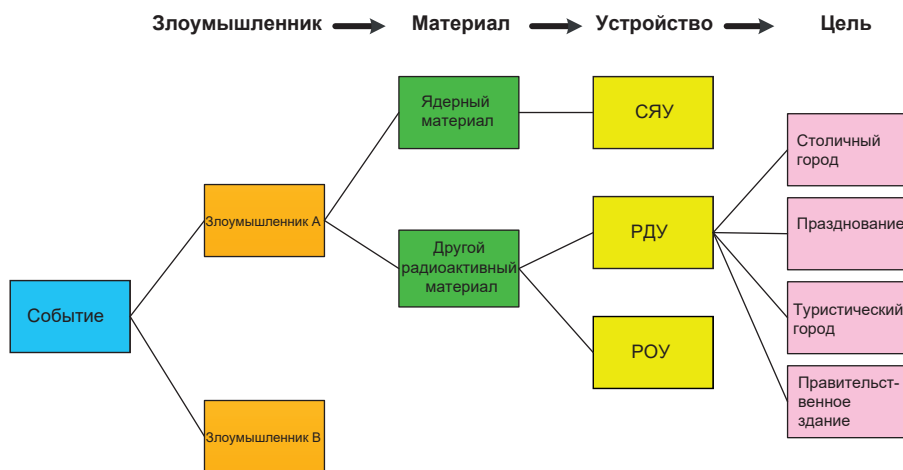 Злоумышленник Материал Устройство Цель
Ядерный
материал
СЯУ
Столичный
город
Злоумышленник А
Празднование
Другой
радиоактивный
материал
РДУ
Событие
Туристический
город
РОУ
Правительст-
венное
здание
Злоумышленник В